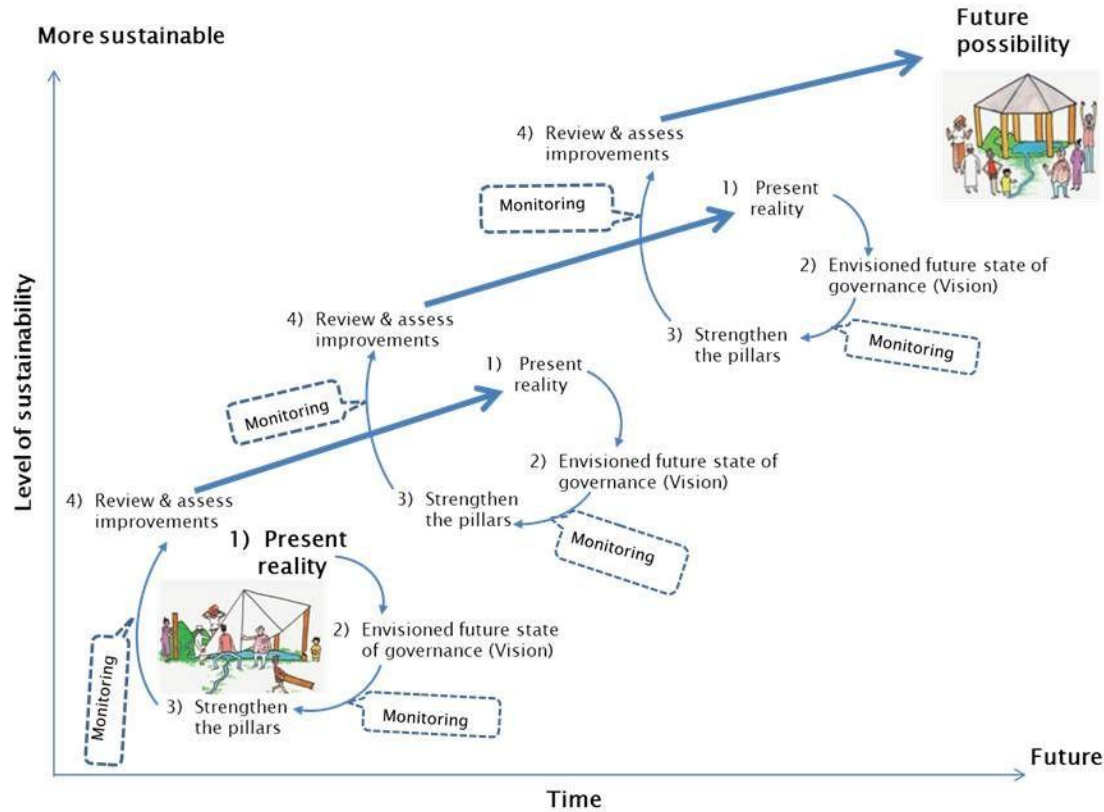 More sustainable
Future
possibility
4) Review & assess
improvements
Monitoring
1) Present
reality
2) Envisioned future state of
governance (Vision)
3) Strengthen
the pillars
Monitoring
4) Review & assess
improvements
Monitoring
1) Present
reality
2) Envisioned future state of
governance (Vision)
3) Strengthen
the pillars
Monitoring
4) Review & assess
improvements
1) Present
reality
2) Envisioned future state
of governance (Vision)
3) Strengthen
the pillars
Monitoring
Monitoring
Level of sustainability
Future
Time